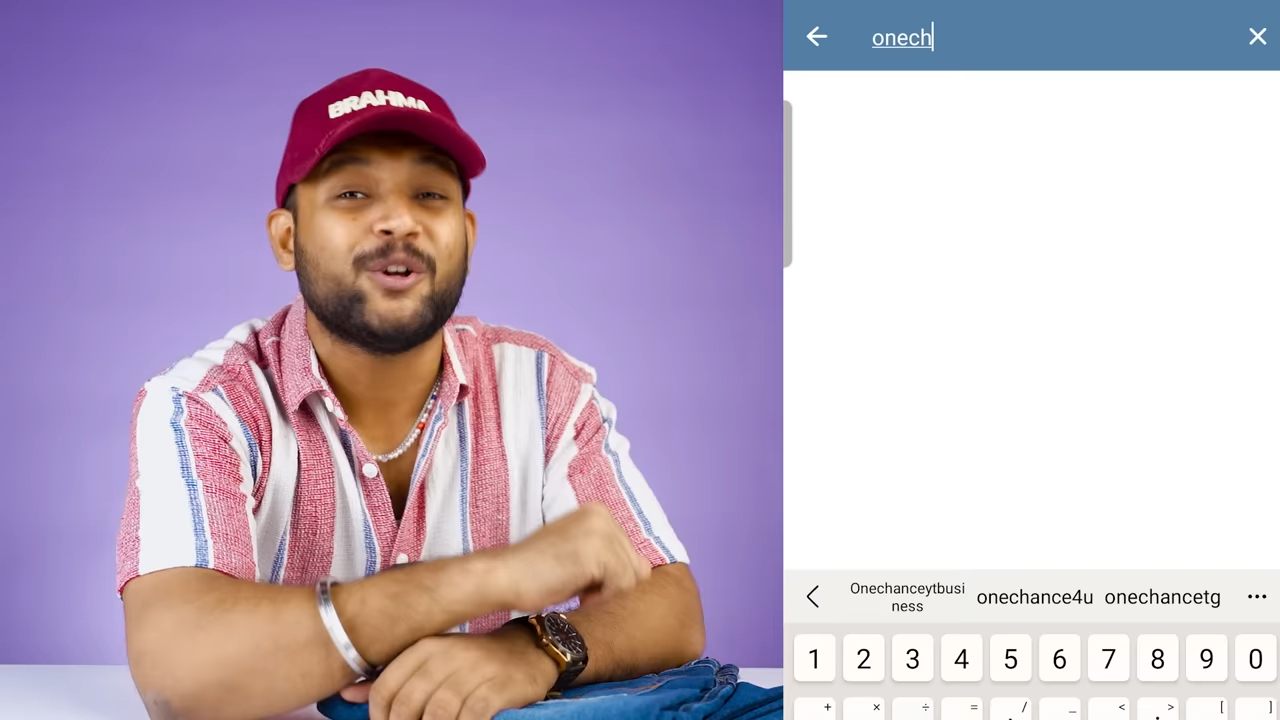 BRAHMA
onech
Onechanceytbusi
ness
onechance4u
onechancetg
1 2 3 4 5 6 7 8 9 0
+ × ÷ = / _ < > [ ]